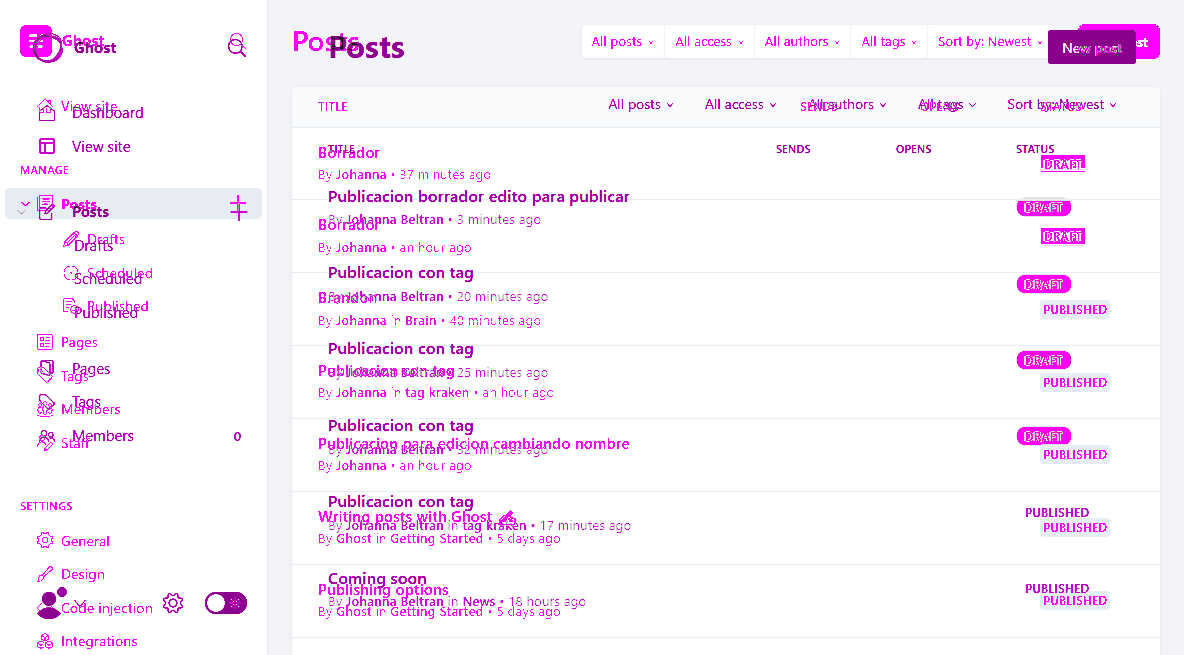 Ghost
Ghost
View site
Dashboard
View site
MANAGE
Posts
Posts
Drafts
Drafts
Scheduled
Scheduled
Published
Published
Pages
Pages
Tags
Tags
Members
Members 0
Staff
SETTINGS
General
Design
Code injection
Integrations
Posts
Posts
All posts All access All authors All tags Sort by: Newest
New post
All posts All access All authors All tags Sort by: Newest
TITLE SENDS OPENS STATUS
TITLE SENDS OPENS STATUS
Borrador
By Johanna • 37 minutes ago
DRAFT
Publicacion borrador edito para publicar
By Johanna Beltran • 3 minutes ago
DRAFT
Borrador
By Johanna • an hour ago
DRAFT
Publicacion con tag
By Johanna Beltran • 20 minutes ago
DRAFT
By Johanna in Brain • 40 minutes ago
PUBLISHED
Publicacion con tag
By Johanna Beltran • 25 minutes ago
DRAFT
Publicacion con tag
By Johanna in tag kraken • an hour ago
PUBLISHED
Publicacion con tag
By Johanna Beltran • 32 minutes ago
DRAFT
Publicacion para edicion cambiando nombre
By Johanna • an hour ago
PUBLISHED
Publicacion con tag
By Johanna Beltran in tag kraken • 17 minutes ago
PUBLISHED
Writing posts with Ghost
By Ghost in Getting Started • 5 days ago
PUBLISHED
Coming soon
By Johanna Beltran in News • 18 hours ago
PUBLISHED
Publishing options
By Ghost in Getting Started • 5 days ago
PUBLISHED